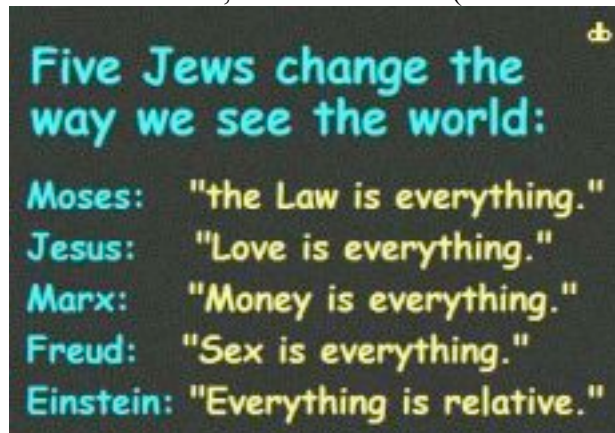 db
Five Jews change the
way we see the world:
Moses: "the Law is everything."
Jesus: "Love is everything."
Marx: "Money is everything."
Freud: "Sex is everything."
Einstein: "Everything is relative."